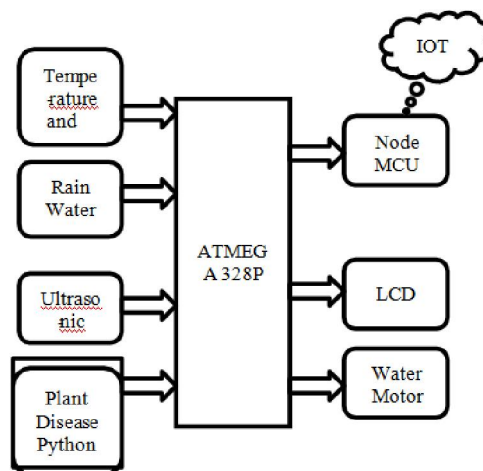 IOT
Tempe
rature
and
Node
MCU
Rain
Water
ATMEG
A 328P
Ultraso
nic
LCD
Plant
Disease
Python
Water
Motor